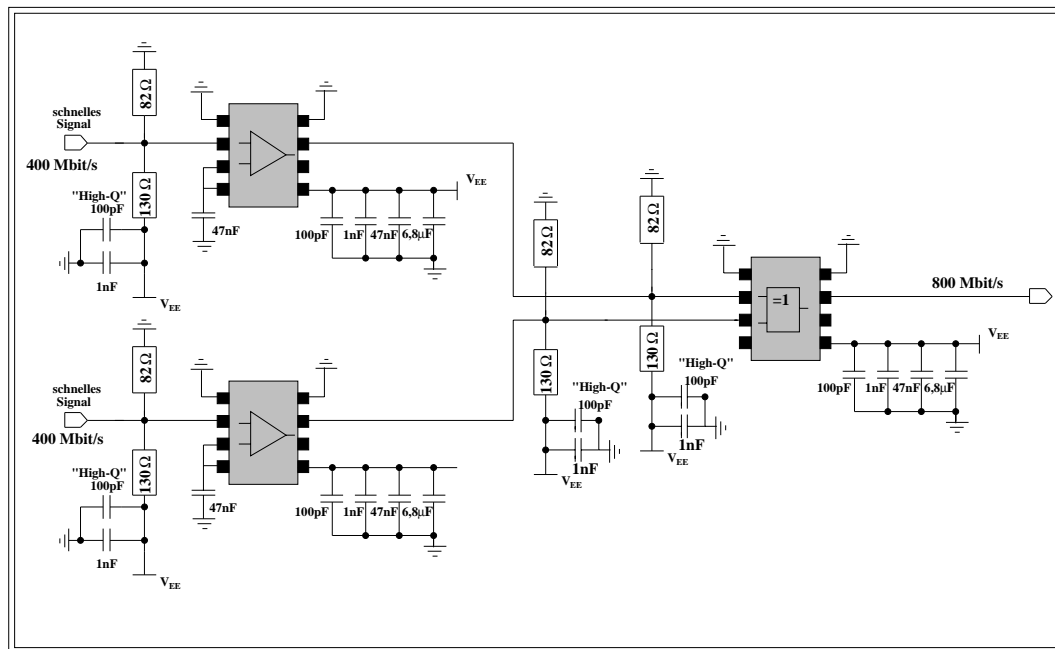 82Ω
schnelles
Signal
400 Mbit/s
130Ω
"High-Q"
100pF
1nF
VEE
47nF
100pF
1nF
47nF
6,8µF
VEE
82Ω
schnelles
Signal
400 Mbit/s
130Ω
"High-Q"
100pF
1nF
VEE
47nF
100pF
1nF
47nF
6,8µF
82Ω
130Ω
"High-Q"
100pF
1nF
VEE
82Ω
130Ω
"High-Q"
100pF
1nF
VEE
=1
800 Mbit/s
VEE
100pF
1nF
47nF
6,8µF